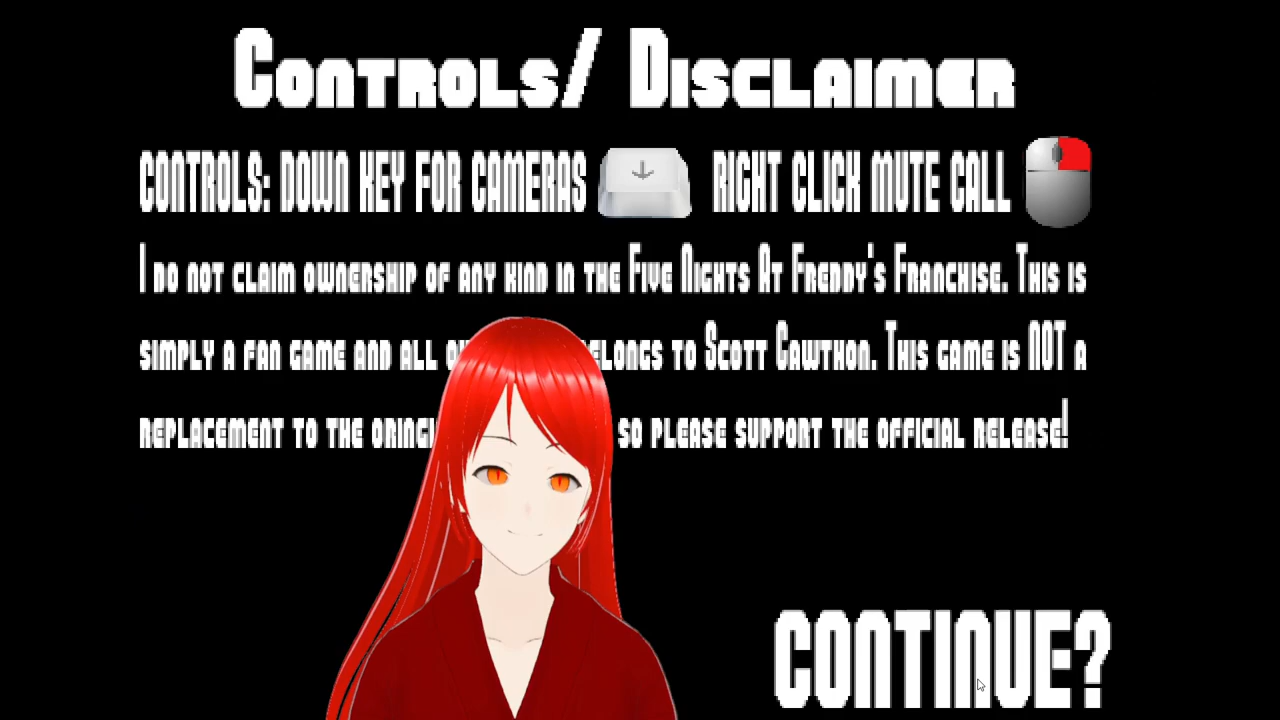 Controls/ Disclaimer
CONTROLS: DOWN KEY FOR CAMERAS RIGHT CLICK MUTE CALL
I do not claim ownership of any kind in the Five Nights At Freddy's Franchise. This is
simply a fan game and all to Scott Cawthon. This game is NOT a
replacement to the so please support the official release!
CONTINUE?